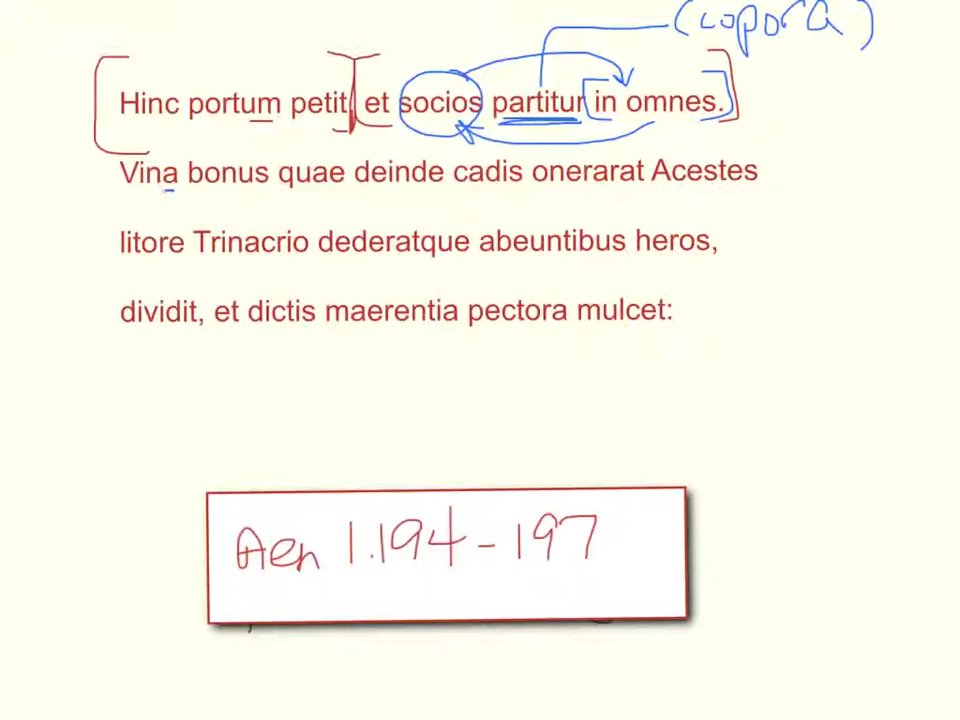 (copora)
Hinc portum petit et socios partitur in omnes.
Vina bonus quae deinde cadis onerarat Acestes
litore Trinacrio dederatque abeuntibus heros,
dividit, et dictis maerentia pectora mulcet:
Aen 1.194-197